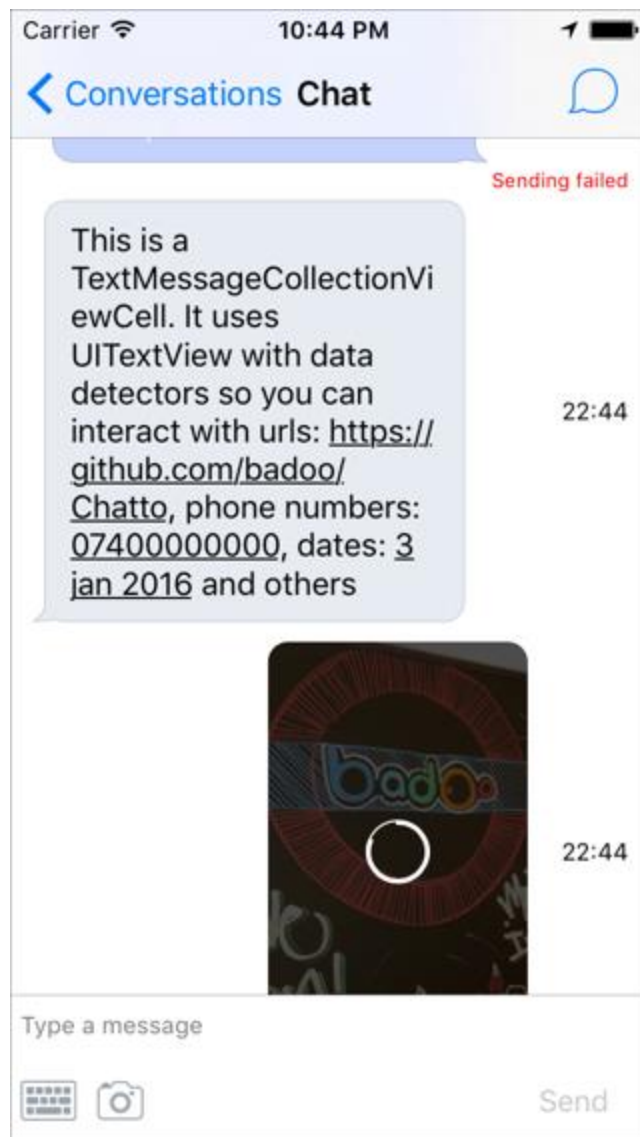 Carrier 10:44 PM
Conversations Chat
Sending failed
This is a
TextMessageCollectionVi
ewCell. It uses
UITextView with data
detectors so you can
interact with urls: https://
github.com/badoo/
Chatto, phone numbers:
07400000000, dates: 3
jan 2016 and others
22:44
badoo
22:44
Type a message
Send